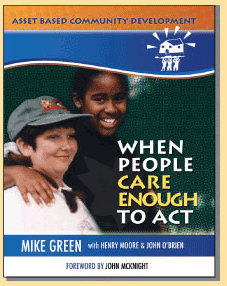 ASSET BASED COMMUNITY DEVELOPMENT
WHEN
PEOPLE
CARE
ENOUGH
TO ACT
MIKE GREEN with HENRY MOORE & JOHN O'BRIEN
FOREWORD BY JOHN MCKNIGHT